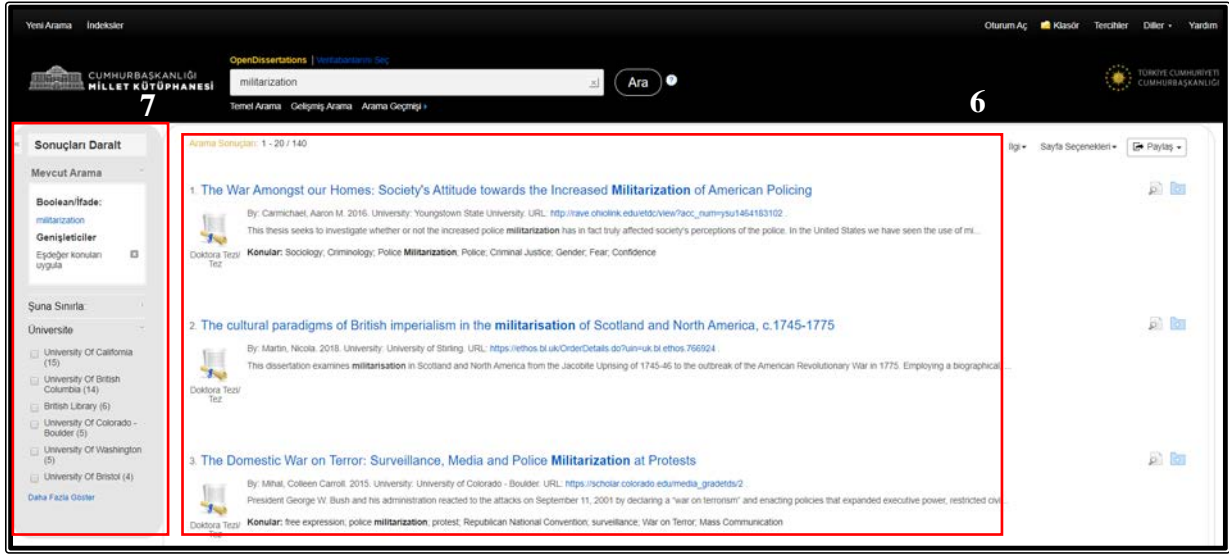 Yeni Arama İndeksler Oturum Aç Klasör Tercihler Diller Yardım
OpenDissertations | Veritabanlarını Seç
CUMHURBAŞKANLIĞI
MİLLET KÜTÜPHANESİ
militarization Ara
Temel Arama Gelişmiş Arama Arama Geçmişi
TÜRKİYE CUMHURİYETİ
CUMHURBAŞKANLIĞI
7
6
Sonuçları Daralt
Mevcut Arama
Boolean/İfade:
militarization
Genişleticiler
Eşdeğer konuları
uygula
Şuna Sınırla:
Üniversite
University Of California
(15)
University Of British
Columbia (14)
British Library (6)
University Of Colorado -
Boulder (5)
University Of Washington
(5)
University Of Bristol (4)
Daha Fazla Göster
Arama Sonuçları: 1 - 20 / 140
İlgi Sayfa Seçenekleri Paylaş
1. The War Amongst our Homes: Society's Attitude towards the Increased Militarization of American Policing
By: Carmichael, Aaron M. 2016. University: Youngstown State University. URL: http://rave.ohiolink.edu/etdc/view?acc_num=ysu1464183102 .
This thesis seeks to investigate whether or not the increased police militarization has in fact truly affected society's perceptions of the police. In the United States we have seen the use of mi...
Doktora Tezi/
Tez
Konular: Sociology; Criminology; Police Militarization; Police; Criminal Justice; Gender; Fear; Confidence
2. The cultural paradigms of British imperialism in the militarisation of Scotland and North America, c.1745-1775
By: Martin, Nicola. 2018. University: University of Stirling. URL: https://ethos.bl.uk/OrderDetails.do?uin=uk.bl.ethos.766924 .
This dissertation examines militarisation in Scotland and North America from the Jacobite Uprising of 1745-46 to the outbreak of the American Revolutionary War in 1775. Employing a biographical, ...
Doktora Tezi/
Tez
3. The Domestic War on Terror: Surveillance, Media and Police Militarization at Protests
By: Mihal, Colleen Carroll. 2015. University: University of Colorado - Boulder. URL: https://scholar.colorado.edu/media_gradetds/2 .
President George W. Bush and his administration reacted to the attacks on September 11, 2001 by declaring a "war on terrorism" and enacting policies that expanded executive power, restricted civi...
Doktora Tezi/
Tez
Konular: free expression; police militarization; protest; Republican National Convention; surveillance; War on Terror; Mass Communication